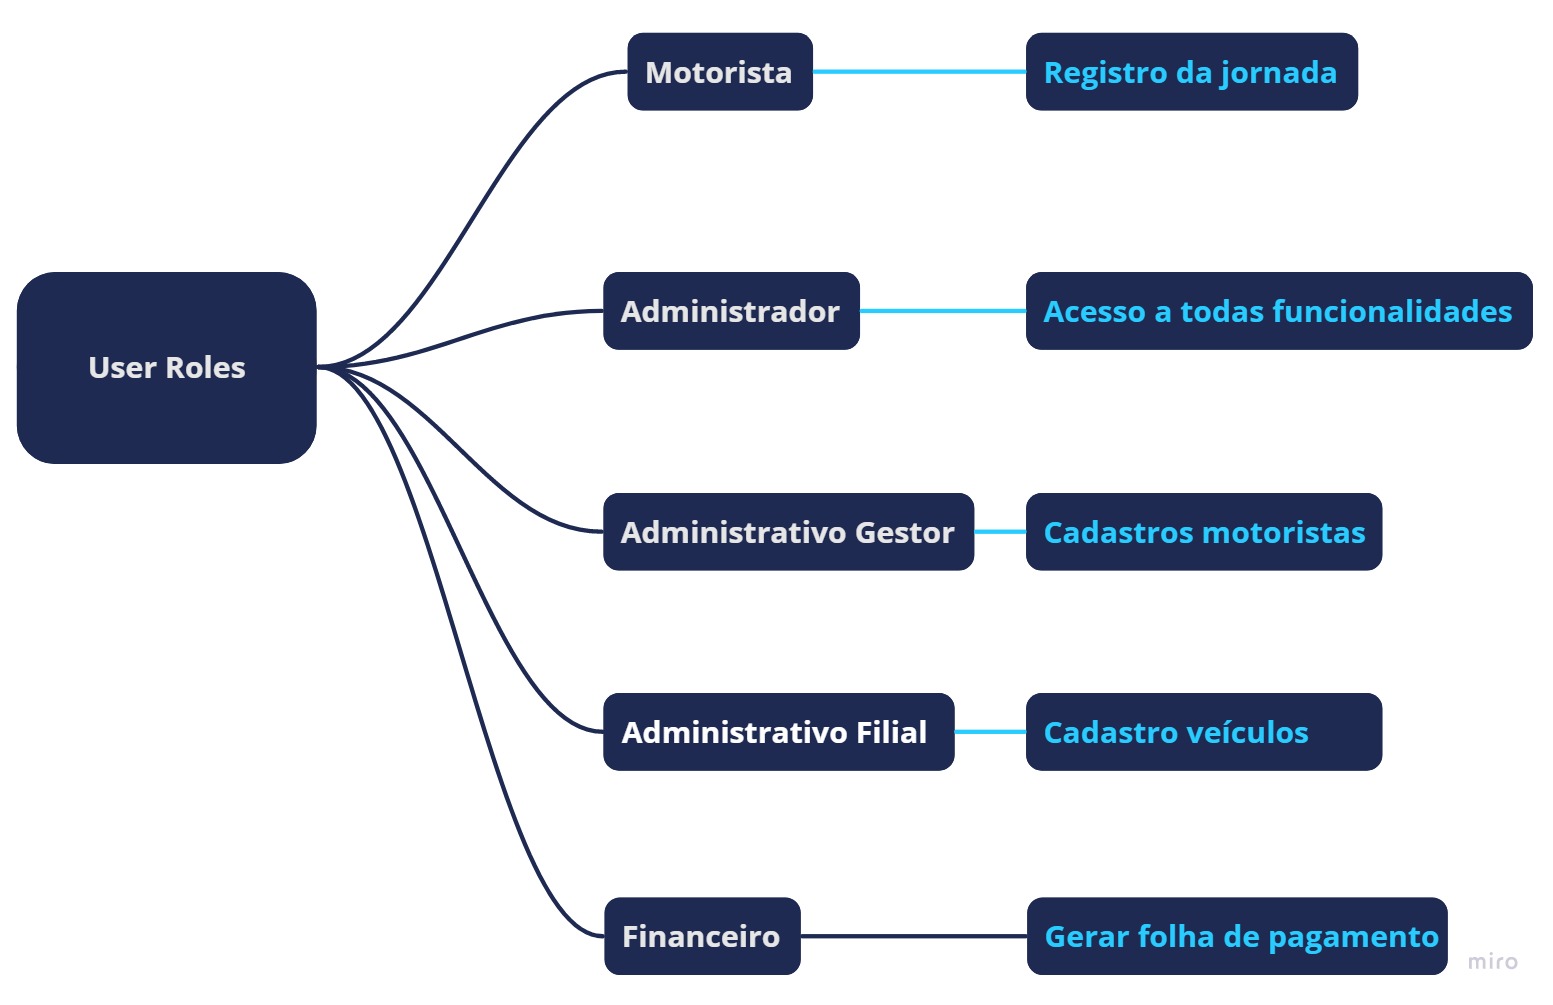 User Roles
Motorista
Registro da jornada
Administrador
Acesso a todas funcionalidades
Administrativo Gestor
Cadastros motoristas
Administrativo Filial
Cadastro veículos
Financeiro
Gerar folha de pagamento
miro